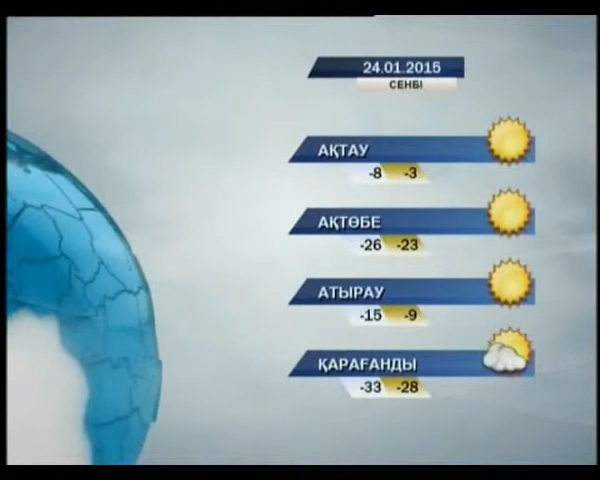 24.01.2015
СЕНБІ
АҚТАУ
-8 -3
АҚТӨБЕ
-26 -23
АТЫРАУ
-15 -9
ҚАРАҒАНДЫ
-33 -28